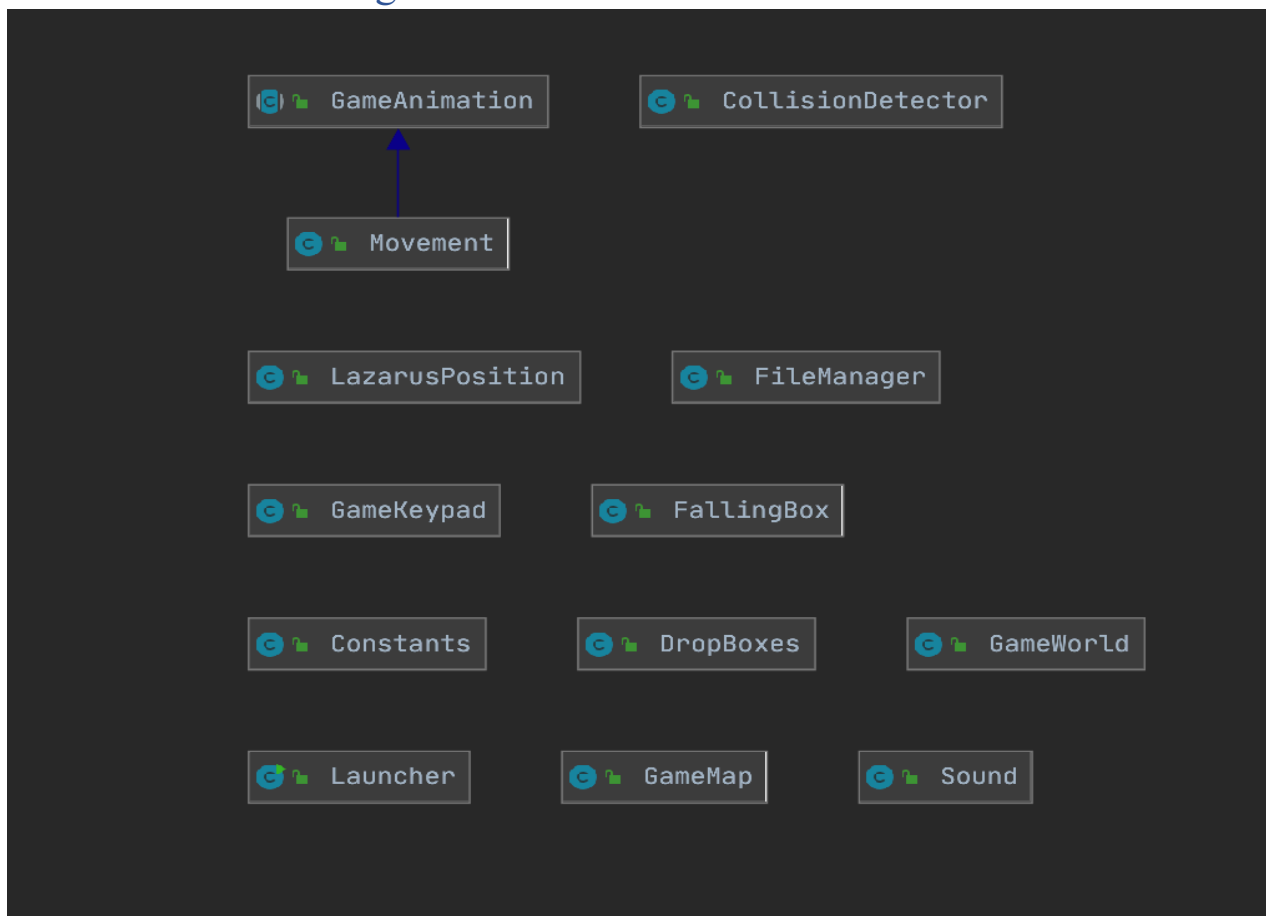 GameAnimation CollisionDetector
Movement
LazarusPosition FileManager
GameKeypad FallingBox
Constants DropBoxes GameWorld
Launcher GameMap Sound